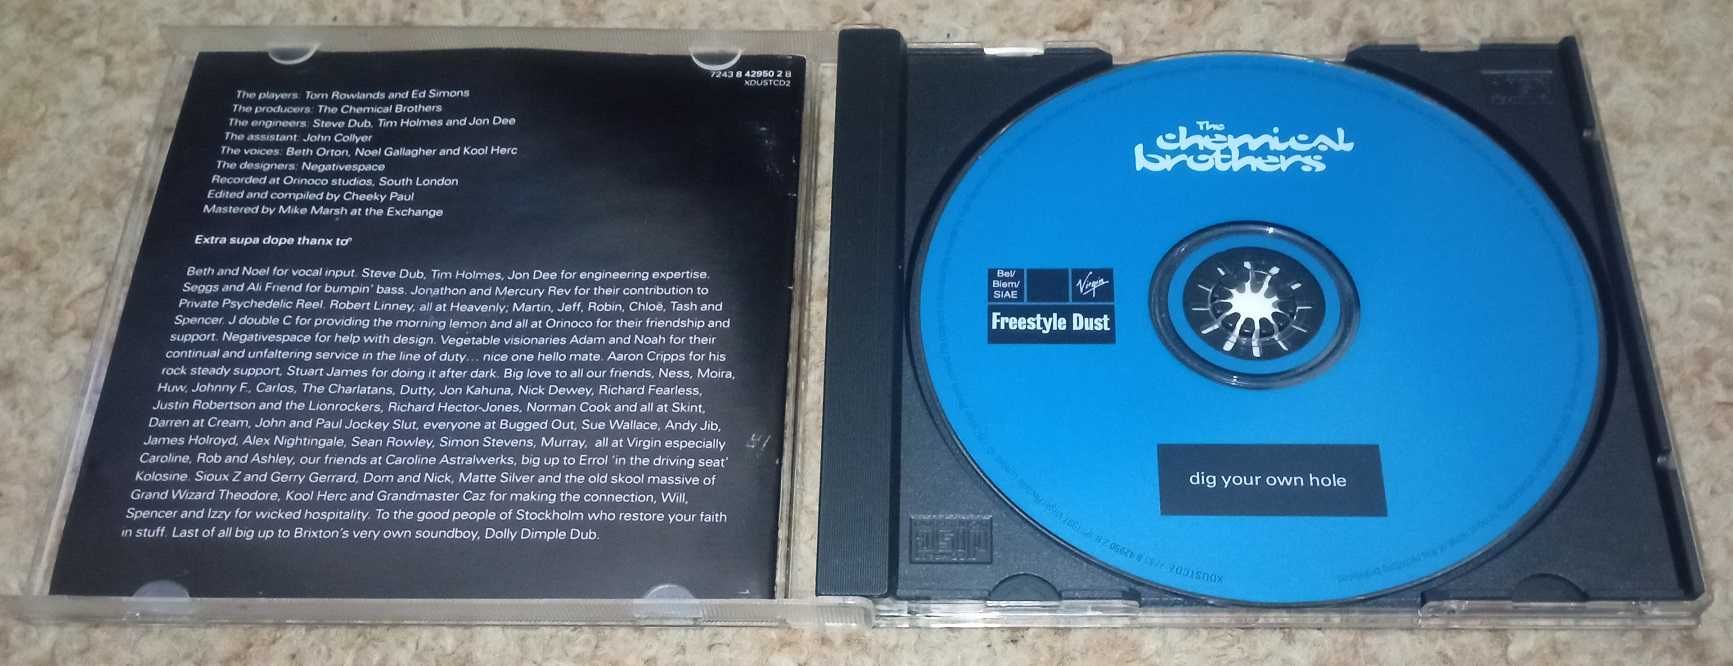 7243 8 42950 2 8
XDUSTCD2
The players: Tom Rowlands and Ed Simons
The producers: The Chemical Brothers
The engineers: Steve Dub, Tim Holmes and Jon Dee
The assistant: John Collyer
The voices: Beth Orton, Noel Gallagher and Kool Herc
The designers: Negativespace
Recorded at Orinoco studios, South London
Edited and compiled by Cheeky Paul
Mastered by Mike Marsh at the Exchange
Extra supa dope thanx to
Beth and Noel for vocal input. Steve Dub, Tim Holmes, Jon Dee for engineering expertise.
Seggs and Ali Friend for bumpin' bass. Jonathon and Mercury Rev for their contribution to
Private Psychedelic Reel. Robert Linney, all at Heavenly; Martin, Jeff, Robin, Chloë, Tash and
Spencer. J double C for providing the morning lemon and all at Orinoco for their friendship and
support. Negativespace for help with design. Vegetable visionaries Adam and Noah for their
continual and unfaltering service in the line of duty... nice one hello mate. Aaron Cripps for his
rock steady support, Stuart James for doing it after dark. Big love to all our friends, Ness, Moira,
Huw, Johnny F., Carlos, The Charlatans, Dutty, Jon Kahuna, Nick Dewey, Richard Fearless,
Justin Robertson and the Lionrockers, Richard Hector-Jones, Norman Cook and all at Skint,
Darren at Cream, John and Paul Jockey Slut, everyone at Bugged Out, Sue Wallace, Andy Jib,
James Holroyd, Alex Nightingale, Sean Rowley, Simon Stevens, Murray, all at Virgin especially
Caroline, Rob and Ashley, our friends at Caroline Astralwerks, big up to Errol 'in the driving seat'
Kolosine. Sioux Z and Gerry Gerrard, Dom and Nick, Matte Silver and the old skool massive of
Grand Wizard Theodore, Kool Herc and Grandmaster Caz for making the connection, Will,
Spencer and Izzy for wicked hospitality. To the good people of Stockholm who restore your faith
in stuff. Last of all big up to Brixton's very own soundboy, Dolly Dimple Dub.
The
chemical
brothers
Bel/
Biem/
SIAE
Virgin
Freestyle Dust
dig your own hole
XDUSTCD2 7243 8 42950 2 8